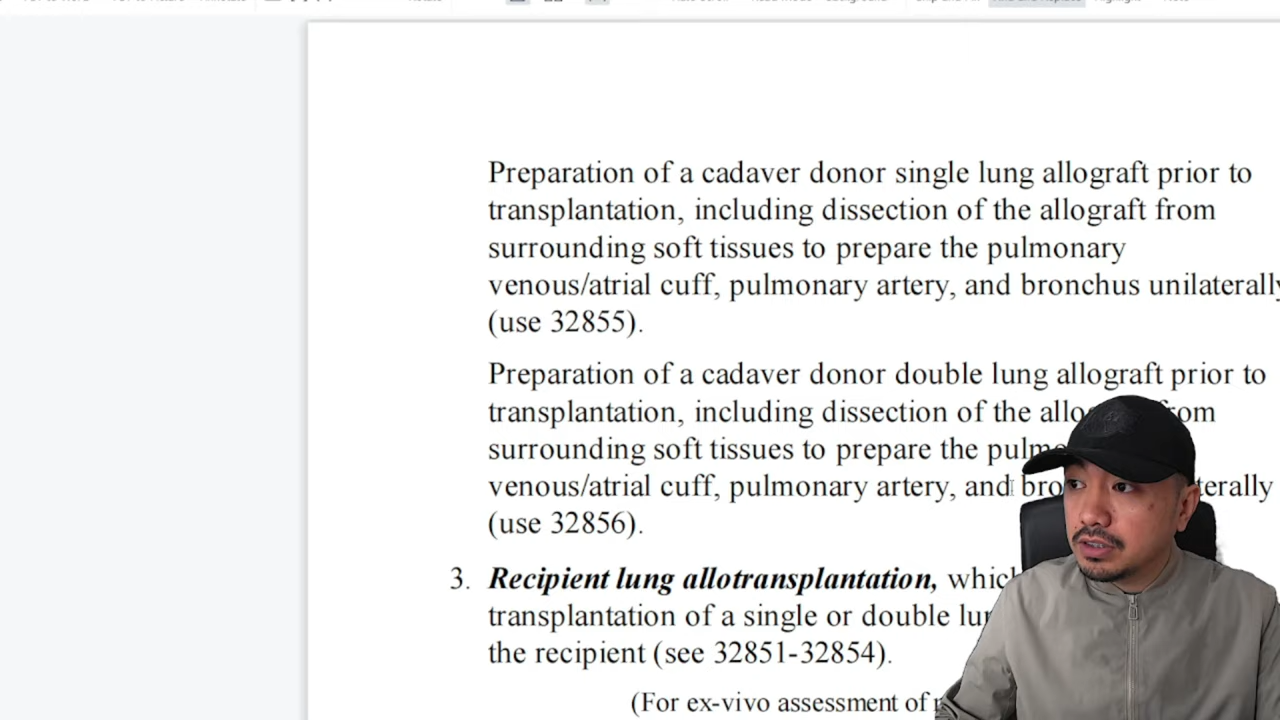 Preparation of a cadaver donor single lung allograft prior to
transplantation, including dissection of the allograft from
surrounding soft tissues to prepare the pulmonary
venous/atrial cuff, pulmonary artery, and bronchus unilaterally
(use 32855).
Preparation of a cadaver donor double lung allograft prior to
transplantation, including dissection of the from
surrounding soft tissues to prepare the
venous/atrial cuff, pulmonary artery, and
(use 32856).
3. Recipient lung allotransplantation,
transplantation of a single or double
the recipient (see 32851-32854).
(For ex-vivo assessment of